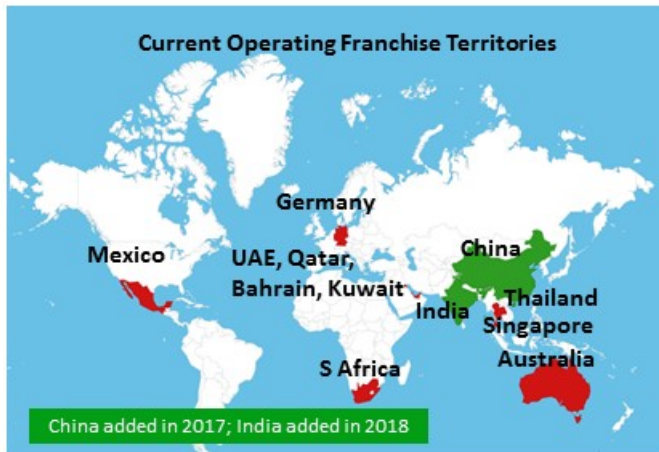 Current Operating Franchise Territories
Germany
Mexico
UAE, Qatar,
Bahrain, Kuwait
China
India
Thailand
Singapore
S Africa
Australia
China added in 2017; India added in 2018